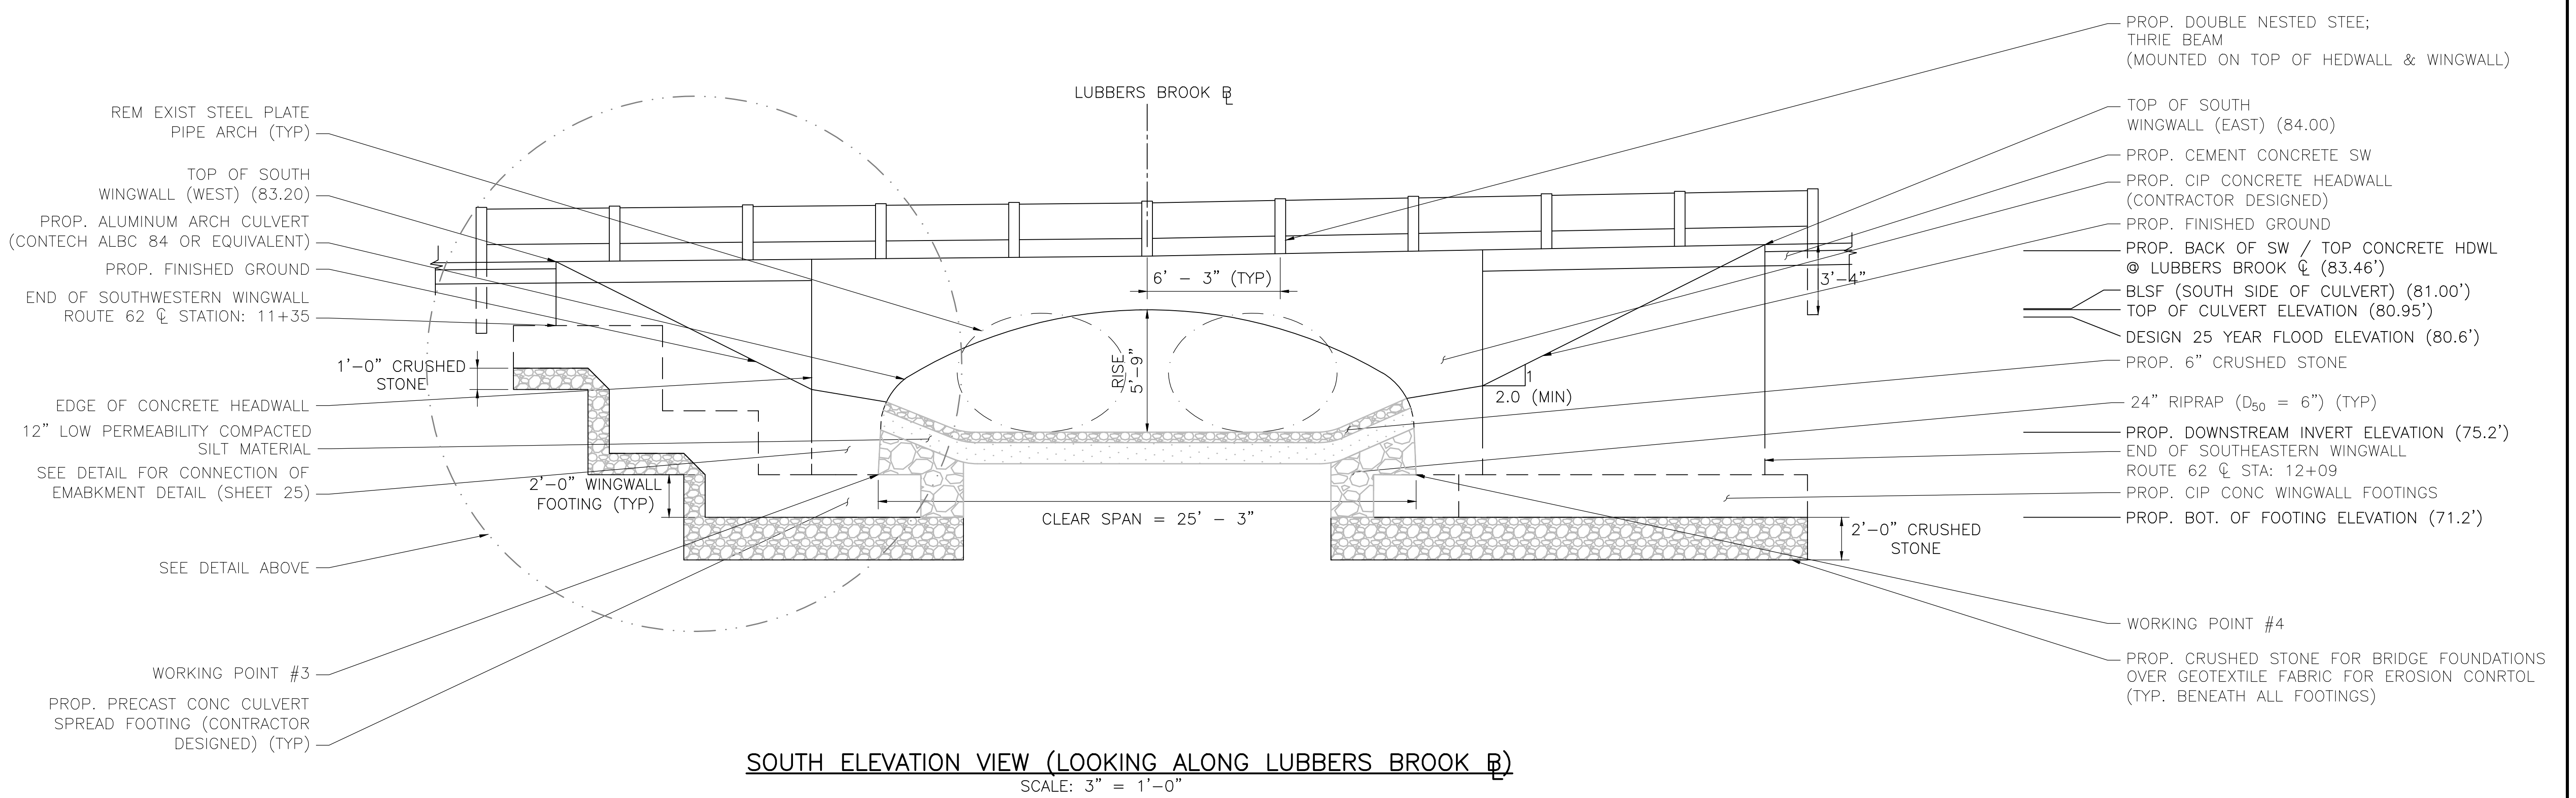 PROP. DOUBLE NESTED STEE;
THRIE BEAM
(MOUNTED ON TOP OF HEDWALL & WINGWALL)
LUBBERS BROOK BL
REM EXIST STEEL PLATE
PIPE ARCH (TYP)
TOP OF SOUTH
WINGWALL (WEST) (83.20)
PROP. ALUMINUM ARCH CULVERT
(CONTECH ALBC 84 OR EQUIVALENT)
PROP. FINISHED GROUND
END OF SOUTHWESTERN WINGWALL
ROUTE 62 ℄ STATION: 11+35
1'-0" CRUSHED
STONE
EDGE OF CONCRETE HEADWALL
12" LOW PERMEABILITY COMPACTED
SILT MATERIAL
SEE DETAIL FOR CONNECTION OF
EMABKMENT DETAIL (SHEET 25)
2'-0" WINGWALL
FOOTING (TYP)
SEE DETAIL ABOVE
WORKING POINT #3
PROP. PRECAST CONC CULVERT
SPREAD FOOTING (CONTRACTOR
DESIGNED) (TYP)
6' - 3" (TYP)
RISE
5'-9"
CLEAR SPAN = 25' - 3"
1
2.0 (MIN)
3'-4"
TOP OF SOUTH
WINGWALL (EAST) (84.00)
PROP. CEMENT CONCRETE SW
PROP. CIP CONCRETE HEADWALL
(CONTRACTOR DESIGNED)
PROP. FINISHED GROUND
PROP. BACK OF SW / TOP CONCRETE HDWL
@ LUBBERS BROOK ℄ (83.46')
BLSF (SOUTH SIDE OF CULVERT) (81.00')
TOP OF CULVERT ELEVATION (80.95')
DESIGN 25 YEAR FLOOD ELEVATION (80.6')
PROP. 6" CRUSHED STONE
24" RIPRAP (D50 = 6") (TYP)
PROP. DOWNSTREAM INVERT ELEVATION (75.2')
END OF SOUTHEASTERN WINGWALL
ROUTE 62 ℄ STA: 12+09
PROP. CIP CONC WINGWALL FOOTINGS
PROP. BOT. OF FOOTING ELEVATION (71.2')
2'-0" CRUSHED
STONE
WORKING POINT #4
PROP. CRUSHED STONE FOR BRIDGE FOUNDATIONS
OVER GEOTEXTILE FABRIC FOR EROSION CONRTOL
(TYP. BENEATH ALL FOOTINGS)
SOUTH ELEVATION VIEW (LOOKING ALONG LUBBERS BROOK BL)
SCALE: 3" = 1'-0"